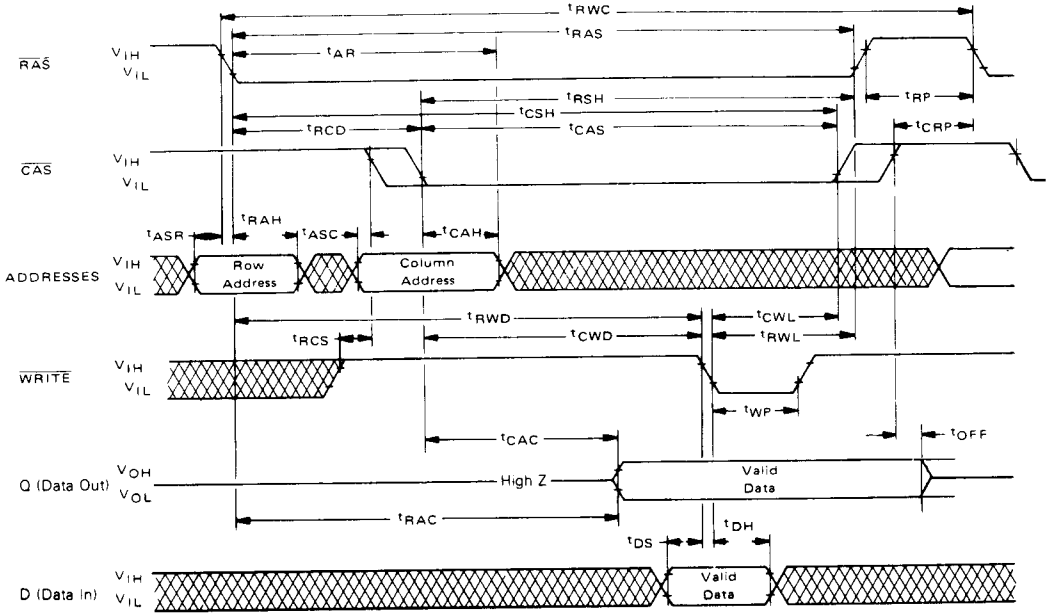 tRWC
tRAS
tAR
RAS VIH
VIL
tRSH
tRP
tCSH
tRCD tCAS tCRP
CAS VIH
VIL
tRAH
tASR tASC tCAH
ADDRESSES VIH
VIL
Row Address
Column Address
tRWD tCWL
tRCS tCWD tRWL
WRITE VIH
VIL
tWP
tCAC tOFF
Q (Data Out) VOH
VOL
High Z
Valid Data
tRAC tDH
tDS
D (Data In) VIH
VIL
Valid Data